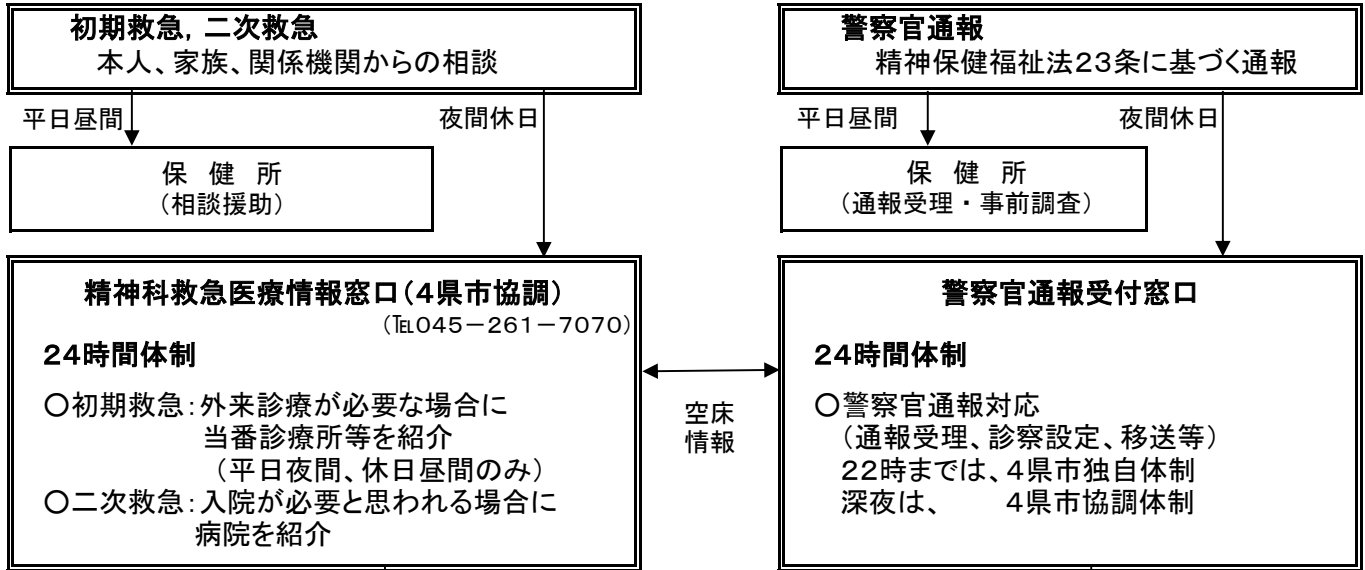 初期救急，二次救急
本人、家族、関係機関からの相談
平日昼間
夜間休日
保　健　所
（相談援助）
精神科救急医療情報窓口（４県市協調）
（℡０４５－２６１－７０７０）
２４時間体制
○初期救急：外来診療が必要な場合に
当番診療所等を紹介
（平日夜間、休日昼間のみ）
○二次救急：入院が必要と思われる場合に
病院を紹介
空床
情報
警察官通報
精神保健福祉法２３条に基づく通報
平日昼間
夜間休日
保　健　所
（通報受理・事前調査）
警察官通報受付窓口
２４時間体制
○警察官通報対応
（通報受理、診察設定、移送等）
２２時までは、４県市独自体制
深夜は、　　４県市協調体制